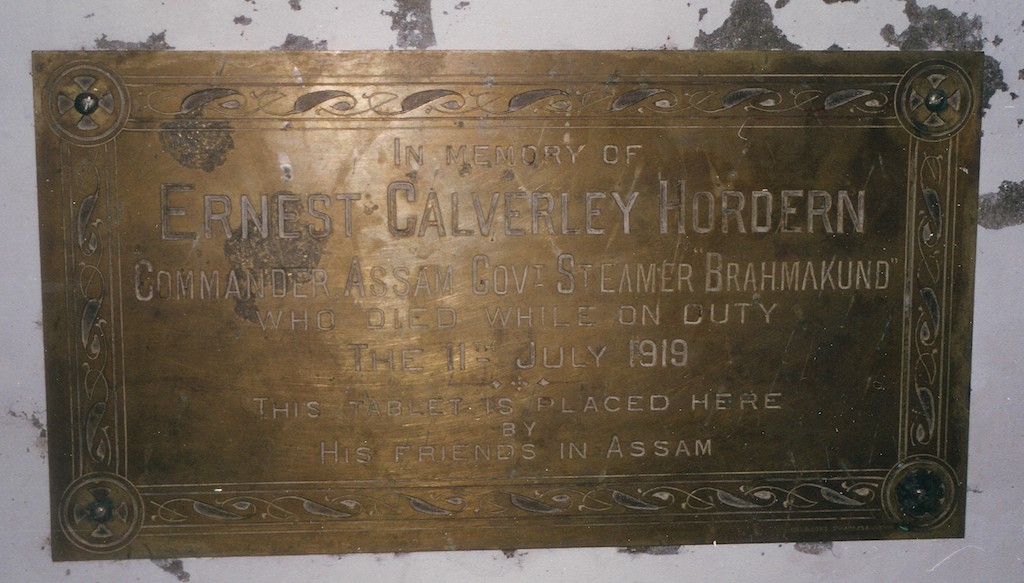 IN MEMORY OF
ERNEST CALVERLEY HORDERN
COMMANDER ASSAM GOVT STEAMER "BRAHMAKUND"
WHO DIED WHILE ON DUTY
THE 11TH JULY 1919
THIS TABLET IS PLACED HERE
BY
HIS FRIENDS IN ASSAM